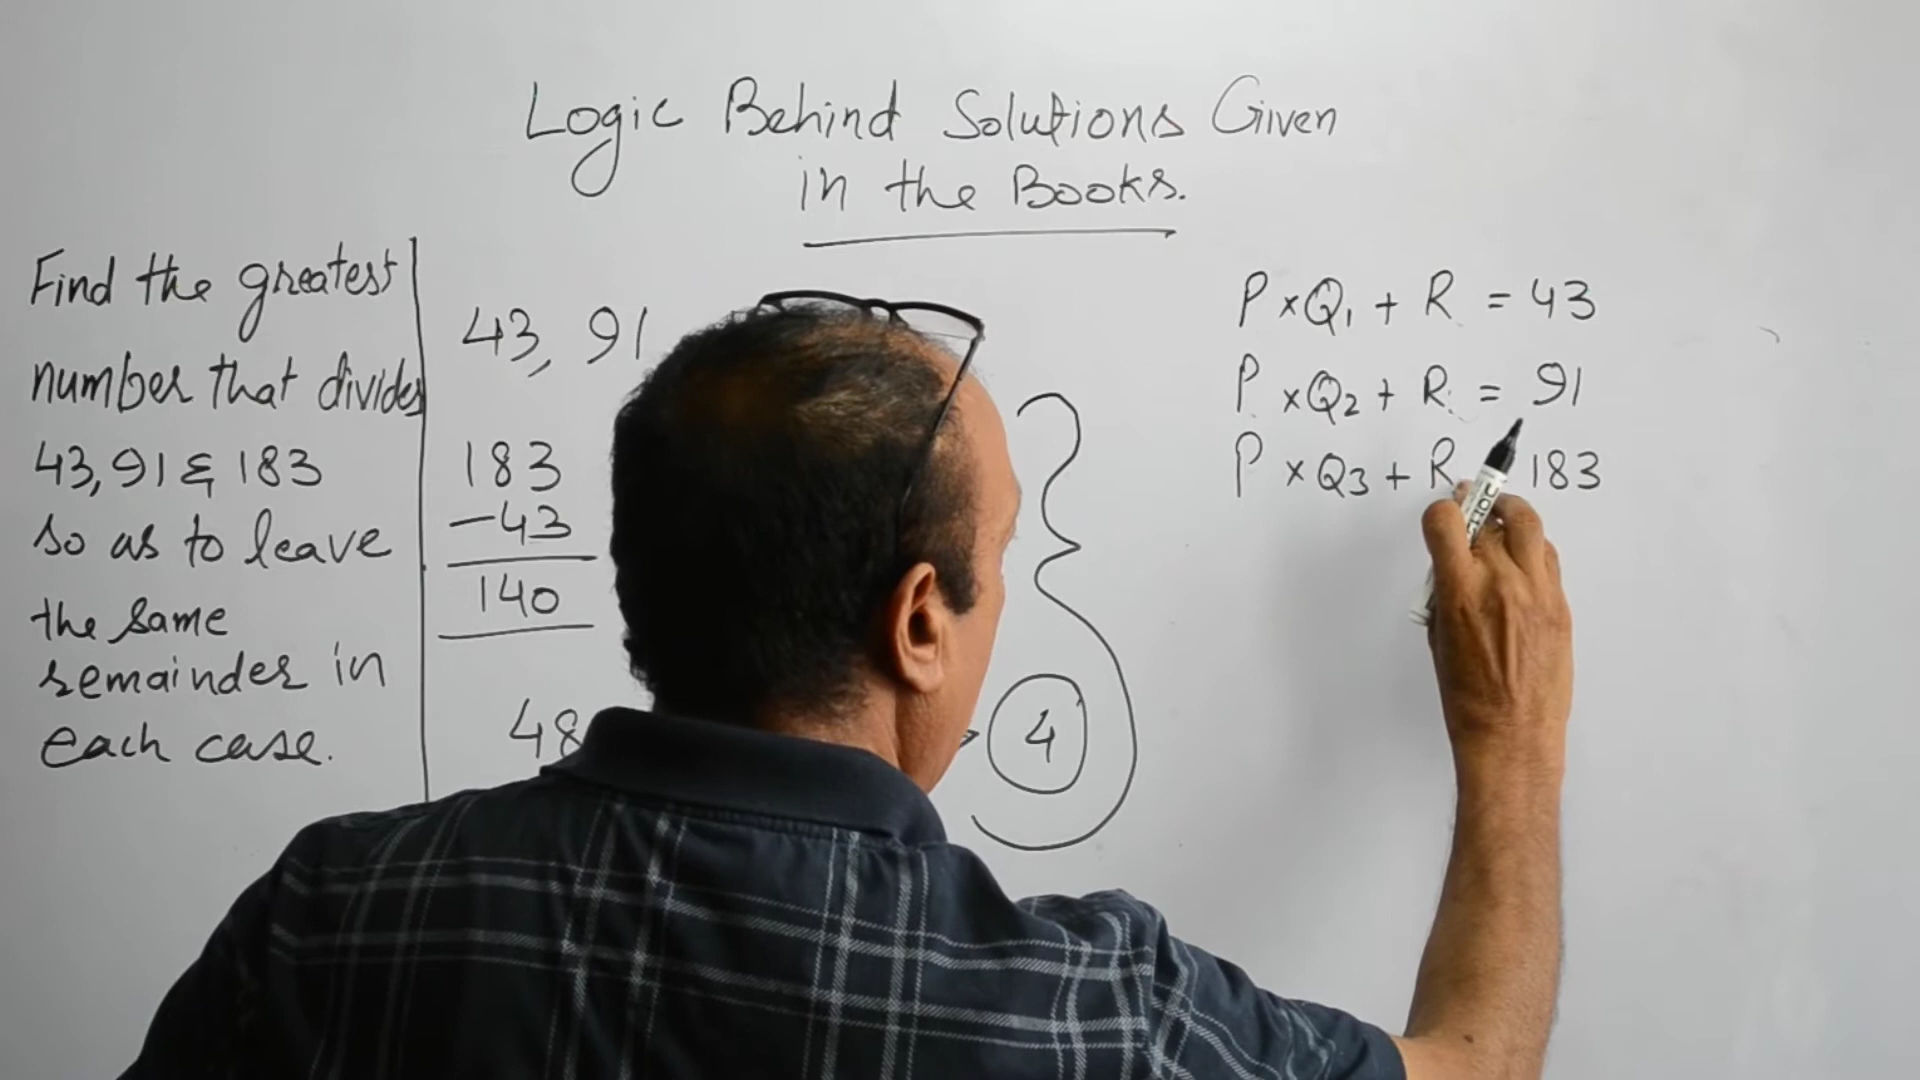 Logic Behind Solutions Given
in the Books.
Find the greatest
number that divides
43, 91 & 183
so as to leave
the same
remainder in
each case.
43, 91
183
-43
140
48
4
P × Q1 + R = 43
P × Q2 + R = 91
P × Q3 + R 183